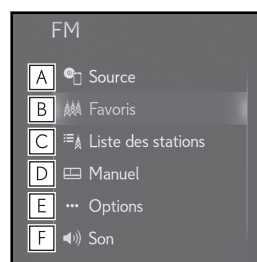 FM
A Source
B Favoris
C Liste des stations
D Manuel
E Options
F Son